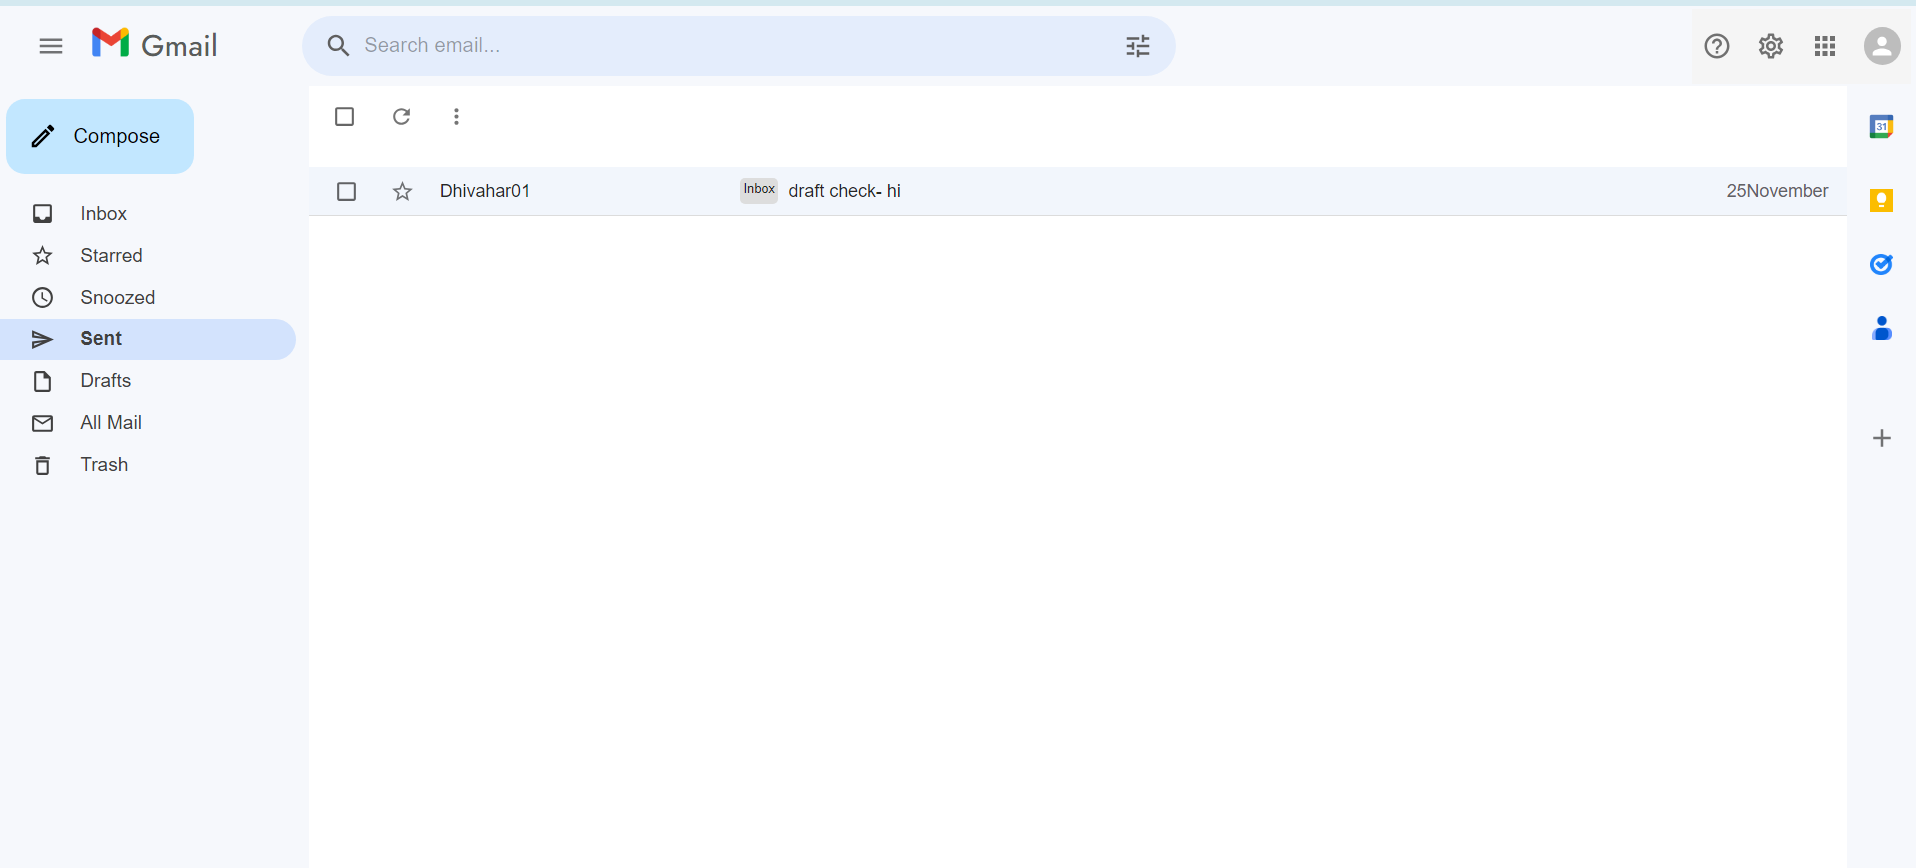 Gmail
Search email...
Compose
Inbox
Starred
Snoozed
Sent
Drafts
All Mail
Trash
Dhivahar01 Inbox draft check- hi 25November
31